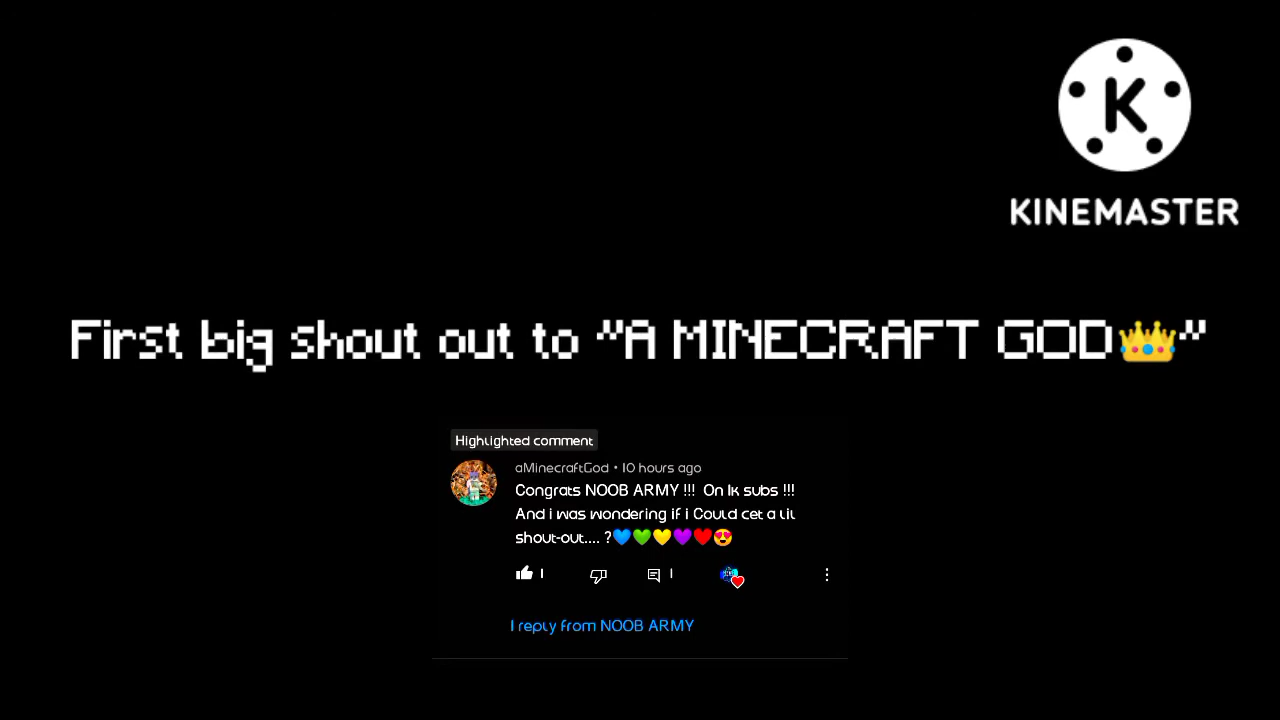 K
KINEMASTER
First big shout out to "A MINECRAFT GOD👑"
Highlighted comment
aMinecraftGod • 10 hours ago
Congrats NOOB ARMY !!! On 1k subs !!!
And i was wondering if i Could cet a lil
shout-out.... ?💙💚💛💜❤️😍
1 1
1 reply from NOOB ARMY